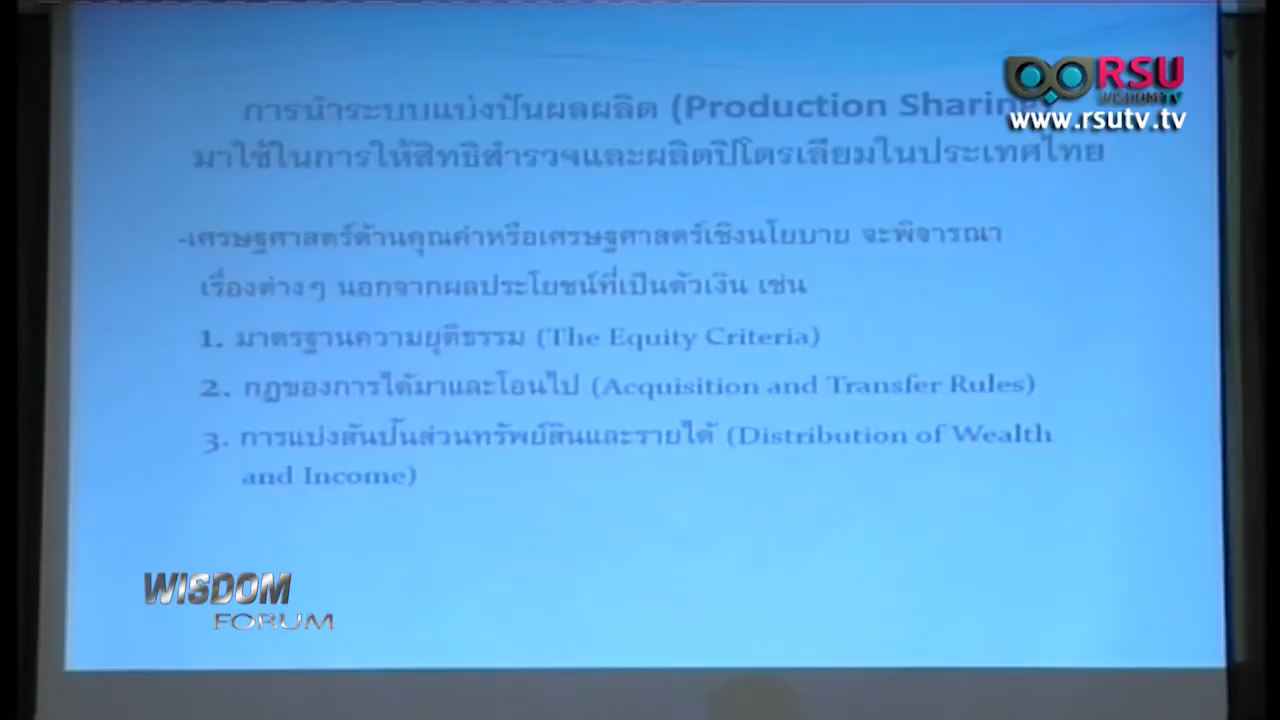 RSU
WISDOM TV
www.rsutv.tv
การนำระบบแบ่งปันผลผลิต (Production Sharing)
มาใช้ในการให้สิทธิสำรวจและผลิตปิโตรเลียมในประเทศไทย
-เศรษฐศาสตร์ด้านคุณค่าหรือเศรษฐศาสตร์เชิงนโยบาย จะพิจารณา
เรื่องต่างๆ นอกจากผลประโยชน์ที่เป็นตัวเงิน เช่น
1. มาตรฐานความยุติธรรม (The Equity Criteria)
2. กฎของการได้มาและโอนไป (Acquisition and Transfer Rules)
3. การแบ่งสันปันส่วนทรัพย์สินและรายได้ (Distribution of Wealth
and Income)
WISDOM
FORUM